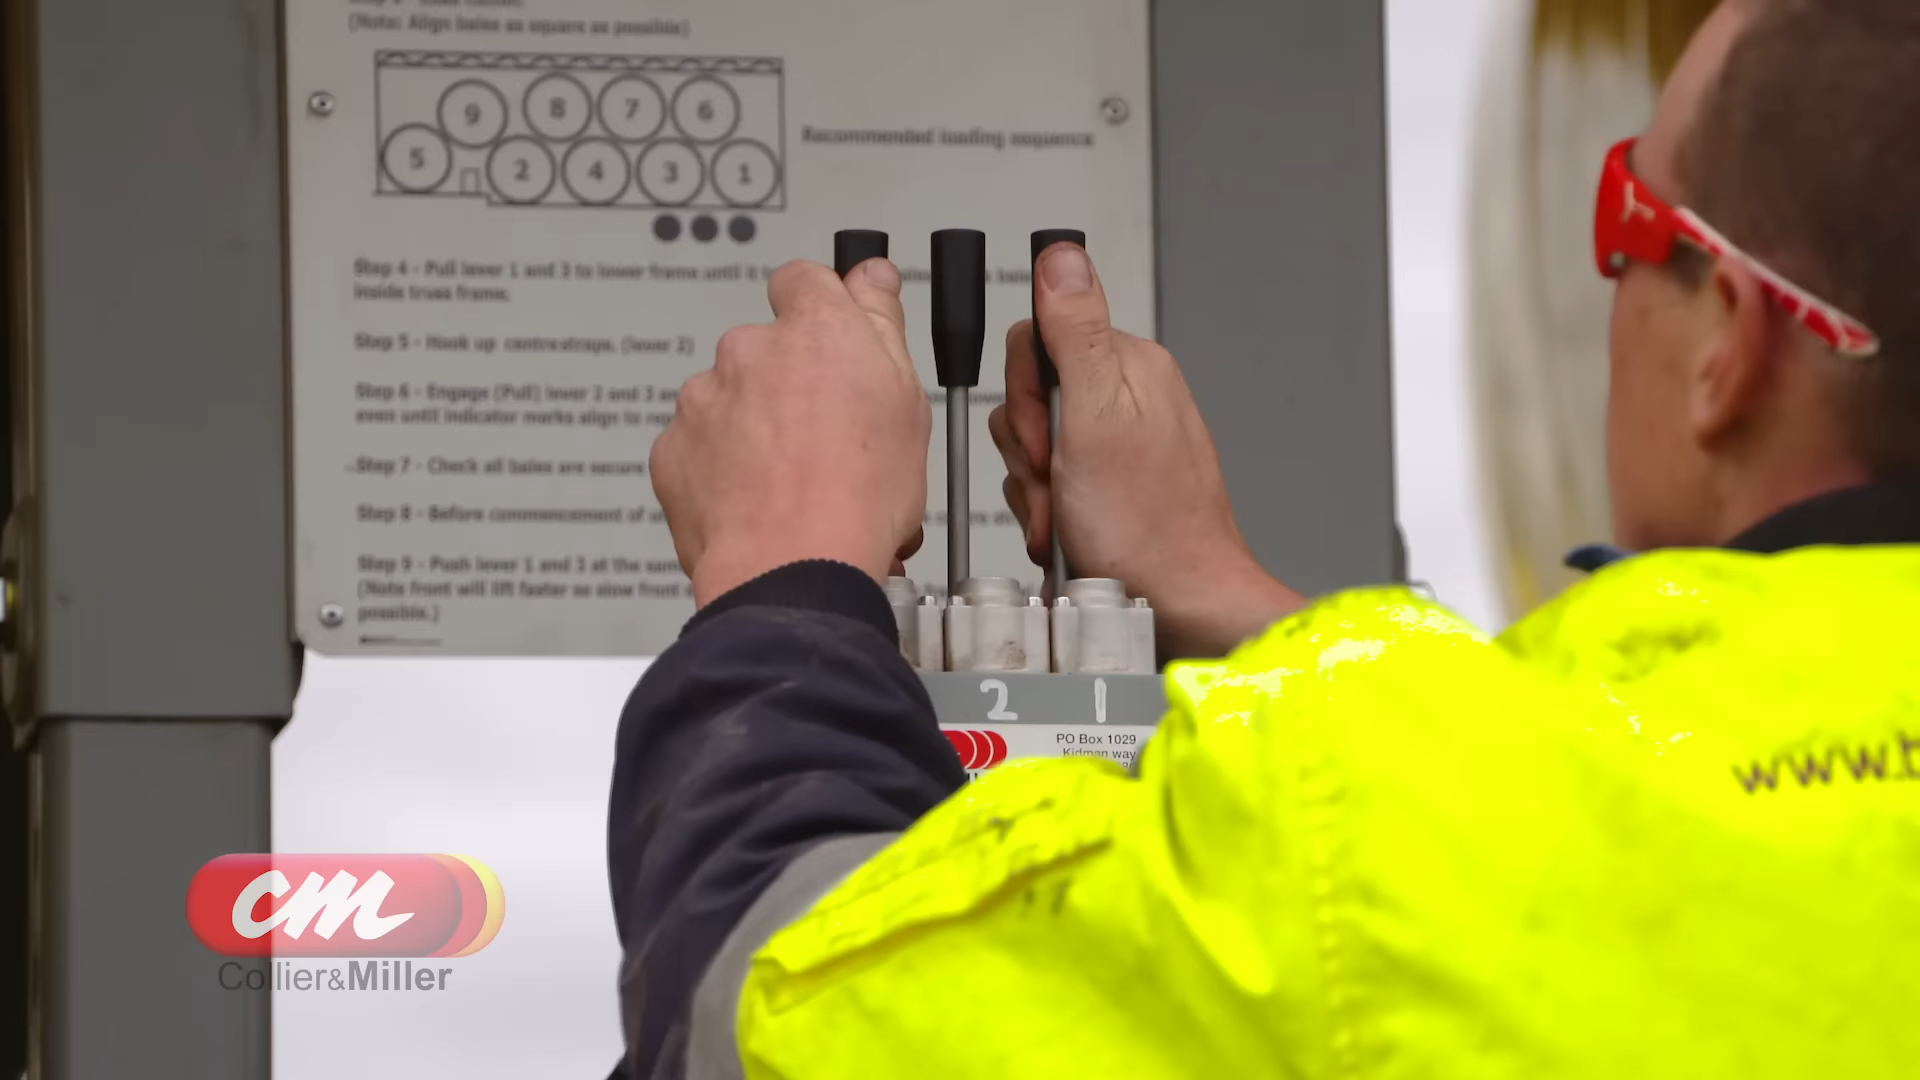 (Note: Align bales as square as possible)
9 8 7 6
5 2 4 3 1
Recommended loading sequence
Step 4 - Pull lever 1 and 3 to lower frame until it
inside truss frame.
Step 5 - Hook up centre straps. (lever 2)
Step 6 - Engage (Pull) lever 2 and 3
even until indicator marks align to
Step 7 - Check all bales are secure
Step 8 - Before commencement of
Step 9 - Push lever 1 and 3 at the
(Note front will lift faster so slow front
possible.)
2 1
PO Box 1029
Kidman way
www.b
cm
Collier&Miller